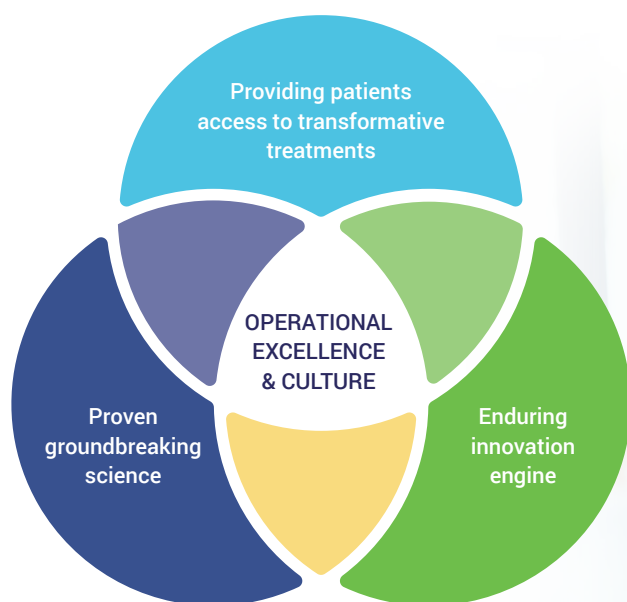 Providing patients
access to transformative
treatments
OPERATIONAL
EXCELLENCE
& CULTURE
Proven
groundbreaking
science
Enduring
innovation
engine